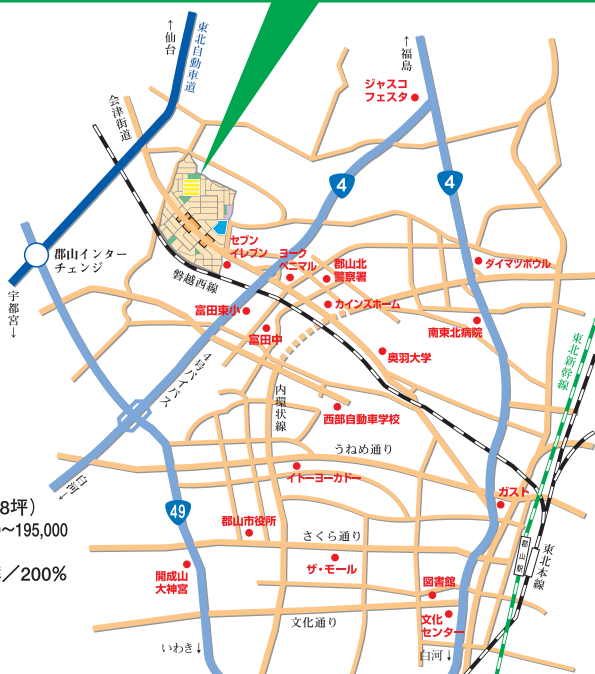 ←仙台
東北自動車道
←福島
ジャスコ
フェスタ
会津街道
4
4
セブン
イレブン
ヨーク
ベニマル
郡山北
警察署
ダイマツボウル
郡山インター
チェンジ
磐越西線
カインズホーム
宇都宮→
富田東小
富田中
南東北病院
奥羽大学
東北新幹線
4号バイパス
内環状線
西部自動車学校
うねめ通り
イトーヨーカドー
白河→
ガスト
8坪）
～195,000
49
郡山市役所
さくら通り
郡山駅
東北本線
ザ・モール
／200%
開成山
大神宮
図書館
文化
センター
文化通り
いわき↓
白河↓